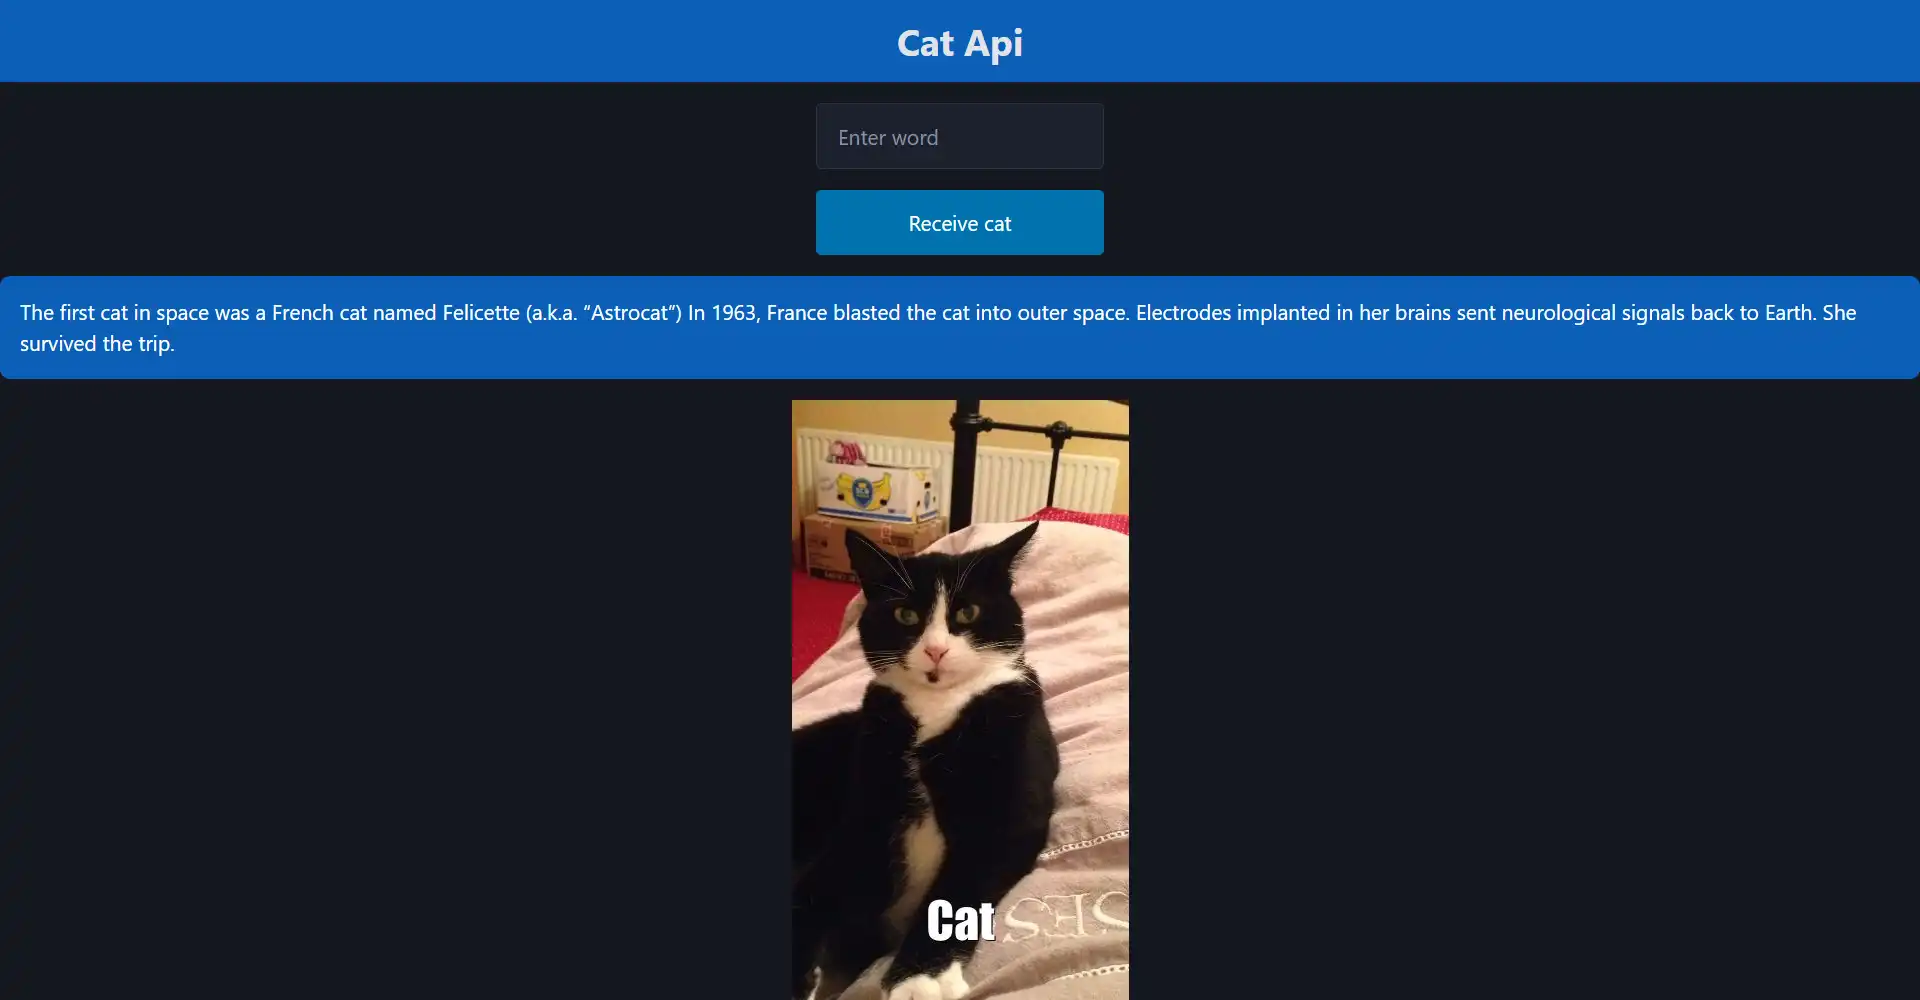 Cat Api
Enter word
Receive cat
The first cat in space was a French cat named Felicette (a.k.a. “Astrocat”) In 1963, France blasted the cat into outer space. Electrodes implanted in her brains sent neurological signals back to Earth. She
survived the trip.
Cat